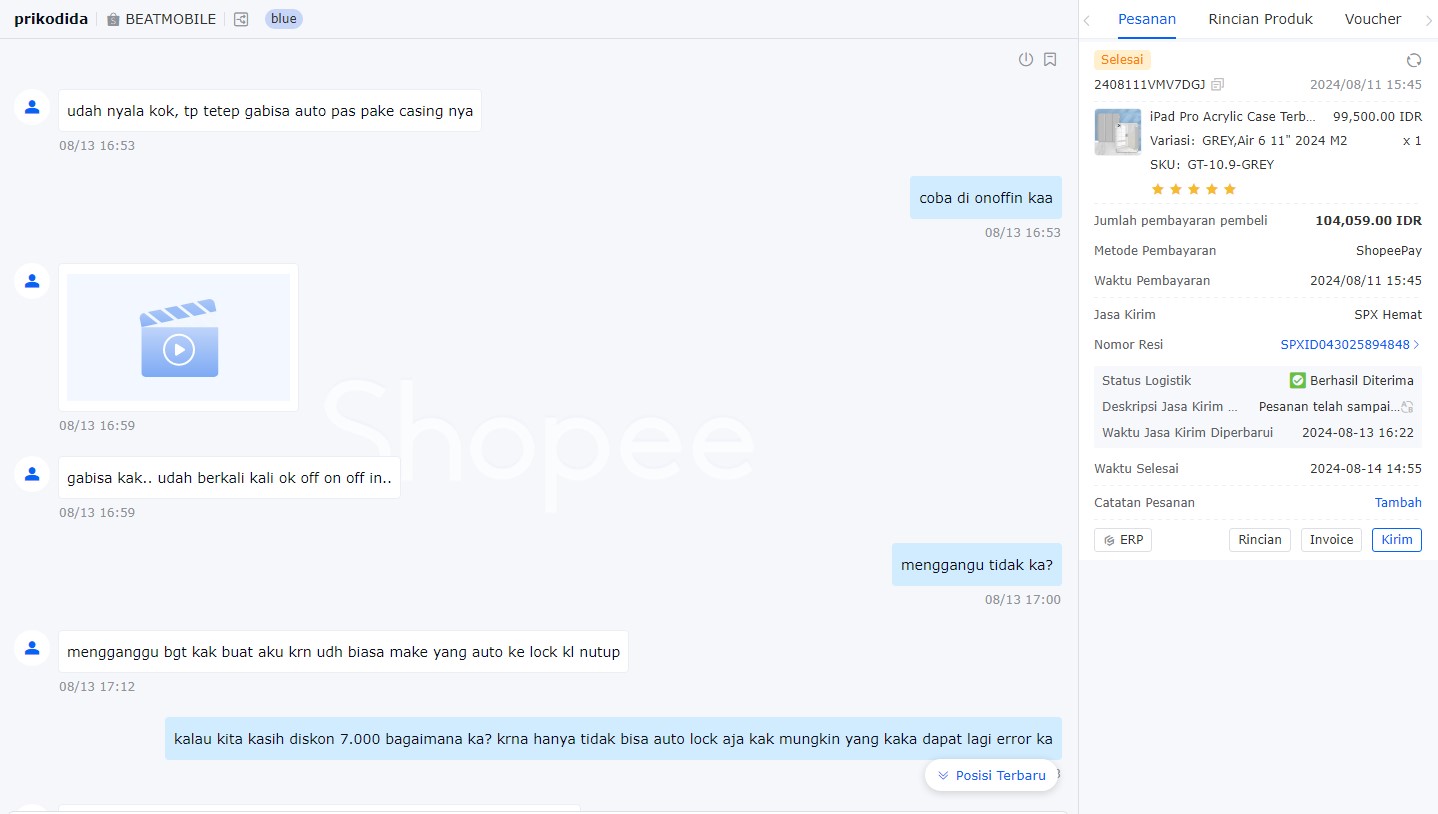 prikodida
BEATMOBILE
blue
udah nyala kok, tp tetep gabisa auto pas pake casing nya
08/13 16:53
coba di onoffin kaa
08/13 16:53
08/13 16:59
Shopee
gabisa kak.. udah berkali kali ok off on off in..
08/13 16:59
menggangu tidak ka?
08/13 17:00
mengganggu bgt kak buat aku krn udh biasa make yang auto ke lock kl nutup
08/13 17:12
kalau kita kasih diskon 7.000 bagaimana ka? krna hanya tidak bisa auto lock aja kak mungkin yang kaka dapat lagi error ka
Posisi Terbaru
Pesanan
Rincian Produk
Voucher
Selesai
2408111VMV7DGJ
2024/08/11 15:45
iPad Pro Acrylic Case Terb...
99,500.00 IDR
Variasi: GREY,Air 6 11" 2024 M2
x 1
SKU: GT-10.9-GREY
Jumlah pembayaran pembeli
104,059.00 IDR
Metode Pembayaran
ShopeePay
Waktu Pembayaran
2024/08/11 15:45
Jasa Kirim
SPX Hemat
Nomor Resi
SPXID043025894848
Status Logistik
Berhasil Diterima
Deskripsi Jasa Kirim ...
Pesanan telah sampai...
Waktu Jasa Kirim Diperbarui
2024-08-13 16:22
Waktu Selesai
2024-08-14 14:55
Catatan Pesanan
Tambah
ERP
Rincian
Invoice
Kirim